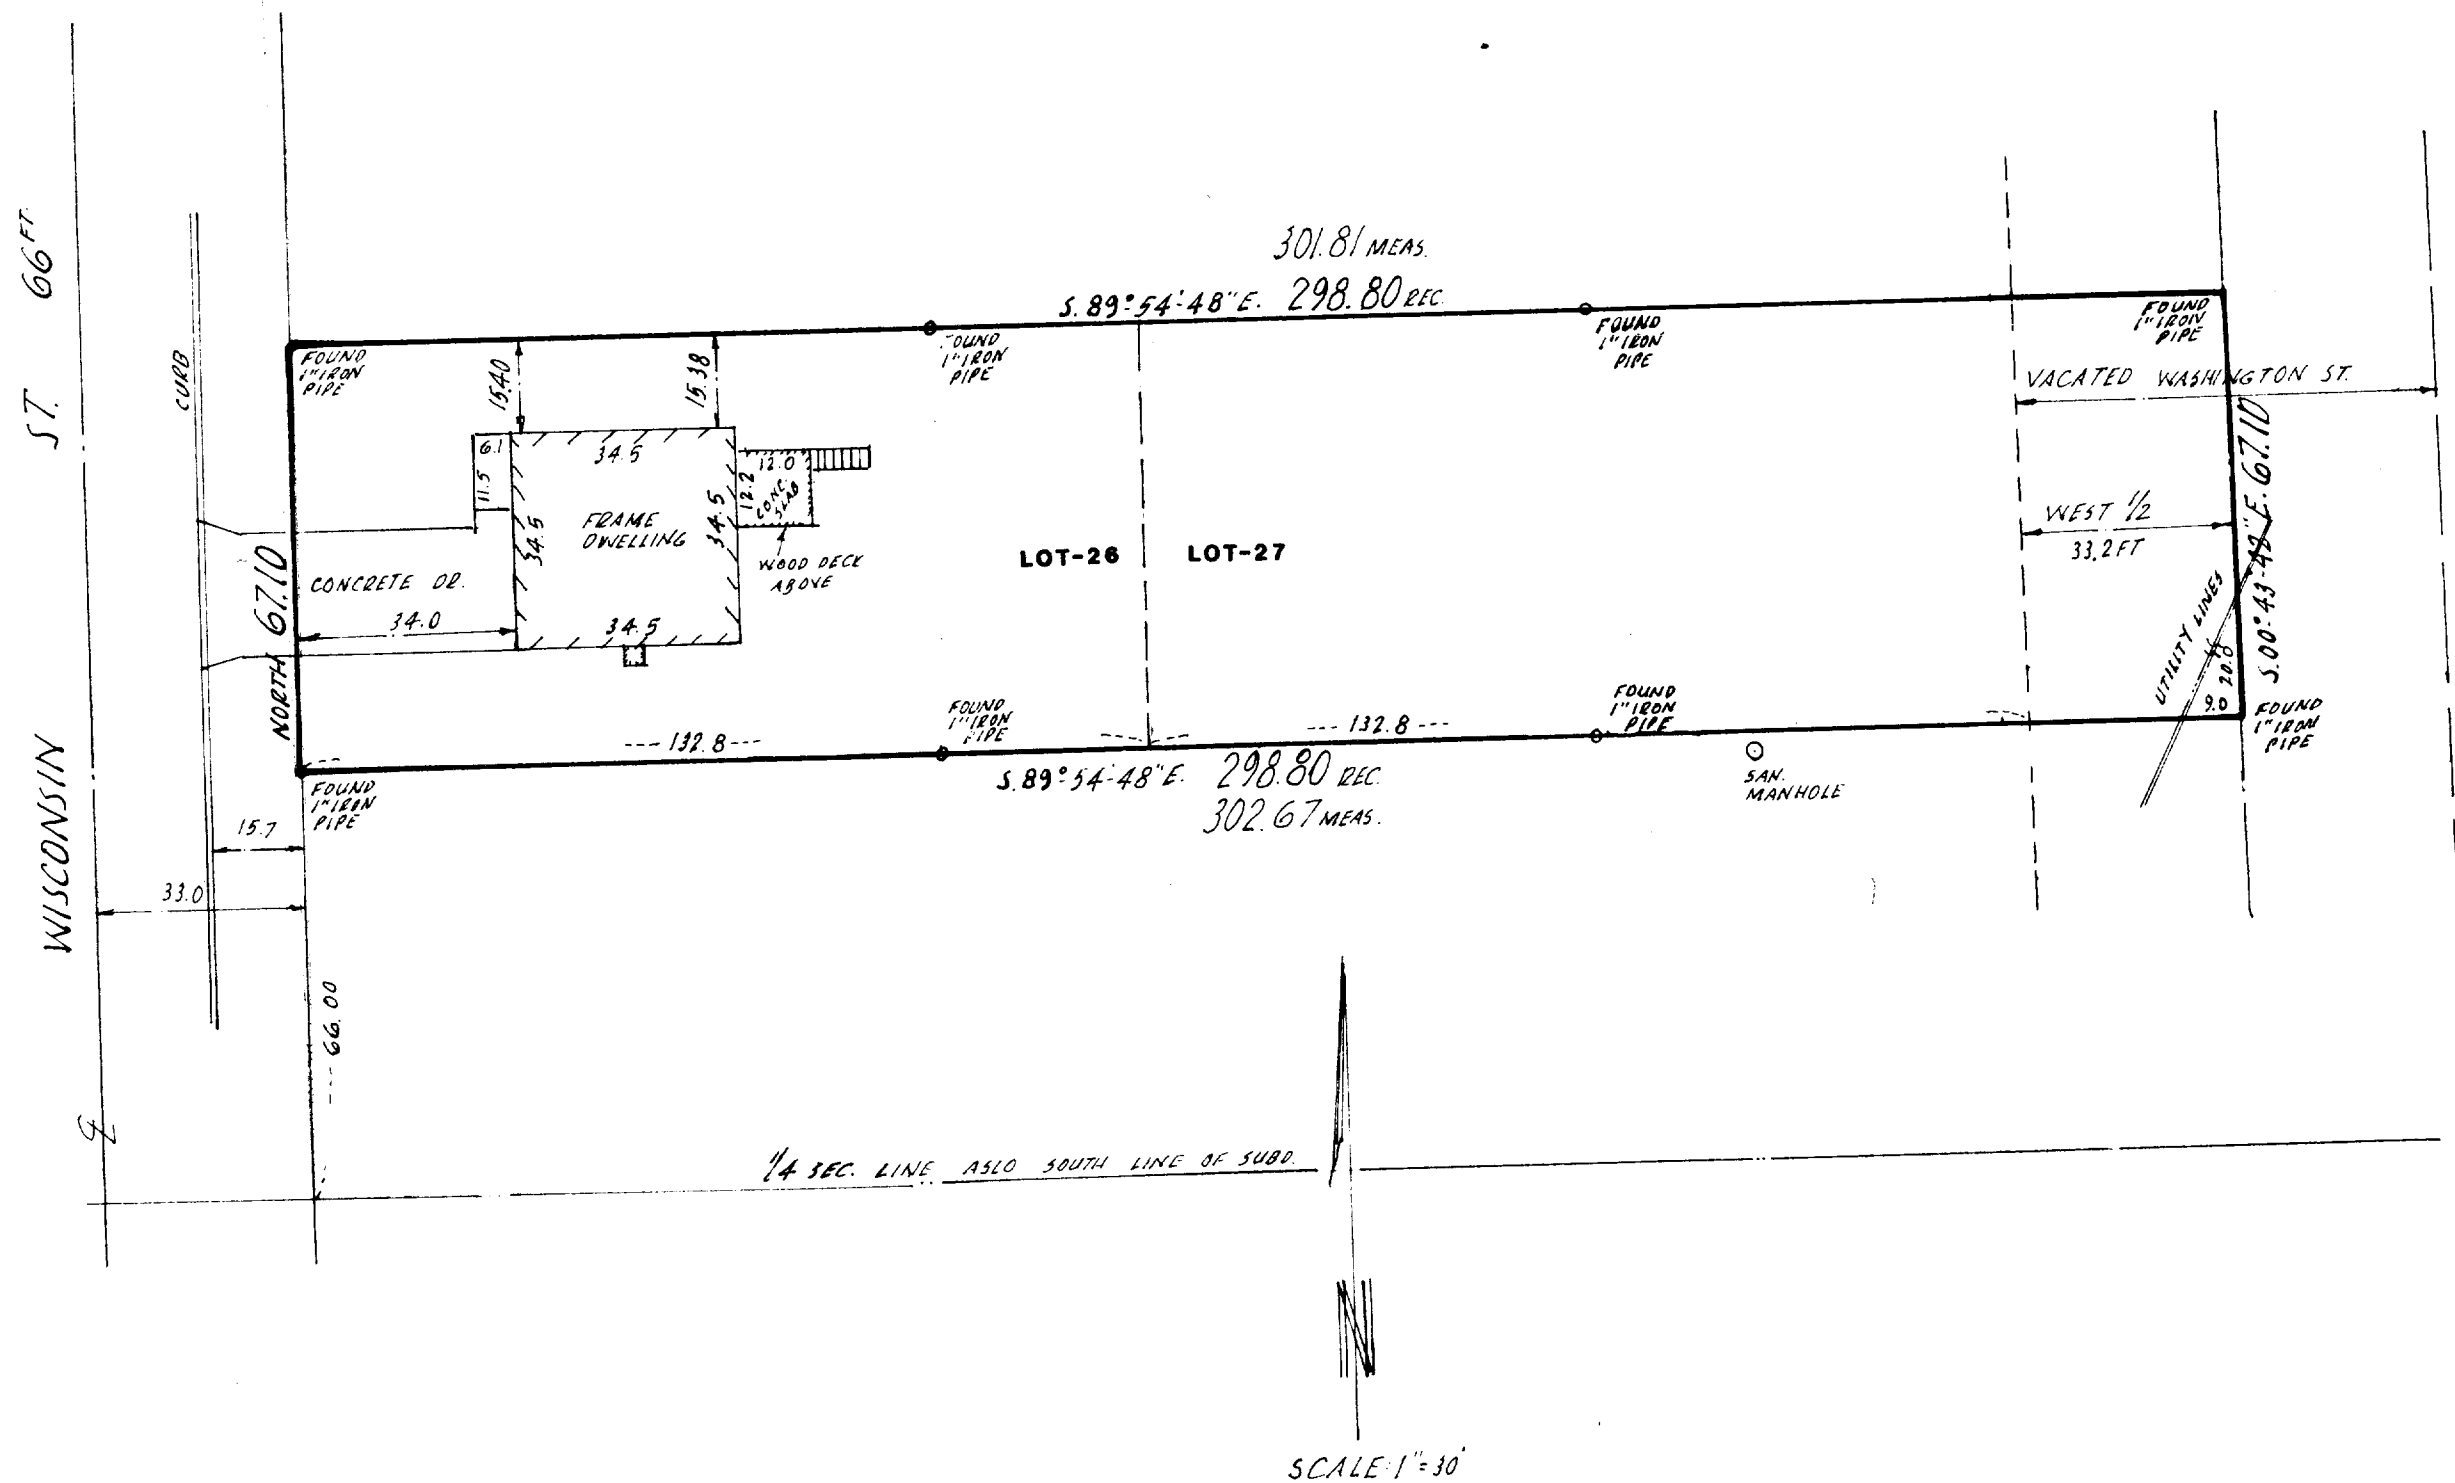 WISCONSIN ST. 66 FT.
CURB
301.81 MEAS.
S. 89°-54'-48" E. 298.80 REC.
FOUND
1" IRON
PIPE
FOUND
1" IRON
PIPE
FOUND
1" IRON
PIPE
FOUND
1" IRON
PIPE
15.40
15.38
VACATED WASHINGTON ST.
6.1
11.5
34.5
34.5
34.5
34.5
FRAME
DWELLING
12.0
12.2
CONC.
SLAB
WOOD DECK
ABOVE
LOT-26
LOT-27
WEST 1/2
33.2 FT
NORTH 67.10
CONCRETE DR.
34.0
S. 00°-43'-48" E. 67.10
UTILITY LINES
20.0
9.0
FOUND
1" IRON
PIPE
--- 132.8 ---
FOUND
1" IRON
PIPE
--- 132.8 ---
FOUND
1" IRON
PIPE
FOUND
1" IRON
PIPE
S. 89°-54'-48" E. 298.80 REC.
302.67 MEAS.
SAN.
MANHOLE
15.7
33.0
66.00
1/4 SEC. LINE ASLO SOUTH LINE OF SUBD.
N
SCALE: 1" = 30'